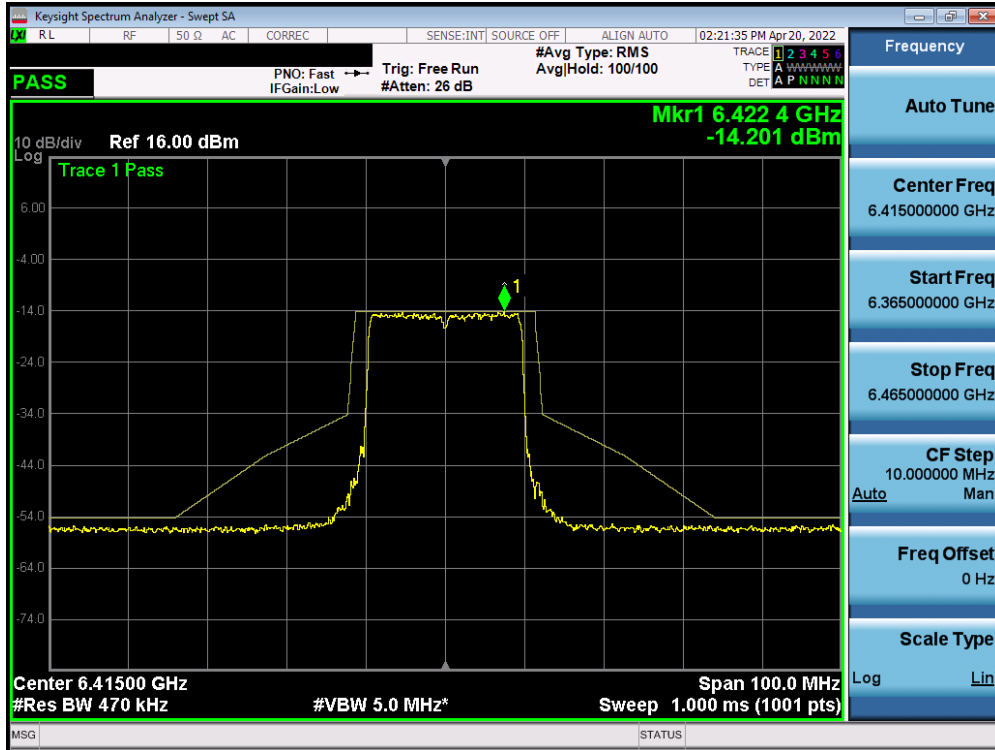 Keysight Spectrum Analyzer - Swept SA
LXI RL RF 50 Ω AC CORREC SENSE:INT SOURCE OFF ALIGN AUTO 02:21:35 PM Apr 20, 2022
#Avg Type: RMS TRACE 1 2 3 4 5 6
PNO: Fast Trig: Free Run Avg|Hold: 100/100 TYPE A WWWWW
PASS IFGain:Low #Atten: 26 dB DET A P N N N N
Mkr1 6.422 4 GHz
-14.201 dBm
10 dB/div Ref 16.00 dBm
Log
Trace 1 Pass
6.00
-4.00
1
-14.0
-24.0
-34.0
-44.0
-54.0
-64.0
-74.0
Center 6.41500 GHz Span 100.0 MHz
#Res BW 470 kHz #VBW 5.0 MHz* Sweep 1.000 ms (1001 pts)
MSG STATUS
Frequency
Auto Tune
Center Freq
6.415000000 GHz
Start Freq
6.365000000 GHz
Stop Freq
6.465000000 GHz
CF Step
10.000000 MHz
Auto Man
Freq Offset
0 Hz
Scale Type
Log Lin